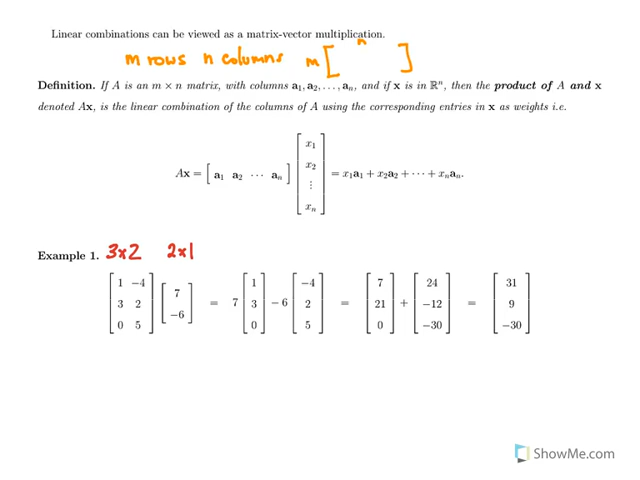 Linear combinations can be viewed as a matrix-vector multiplication.
m rows n columns m [ n ]
Definition. If A is an m × n matrix, with columns a₁, a₂, . . . , aₙ, and if x is in ℝⁿ, then the product of A and x
denoted Ax, is the linear combination of the columns of A using the corresponding entries in x as weights i.e.
Ax = [ a₁ a₂ ··· aₙ ] [ x₁ x₂ ⋮ xₙ ] = x₁a₁ + x₂a₂ + ··· + xₙaₙ.
Example 1. 3x2 2x1
[ 1 −4 3 2 0 5 ] [ 7 −6 ] = 7 [ 1 3 0 ] − 6 [ −4 2 5 ] = [ 7 21 0 ] + [ 24 −12 −30 ] = [ 31 9 −30 ]
ShowMe.com